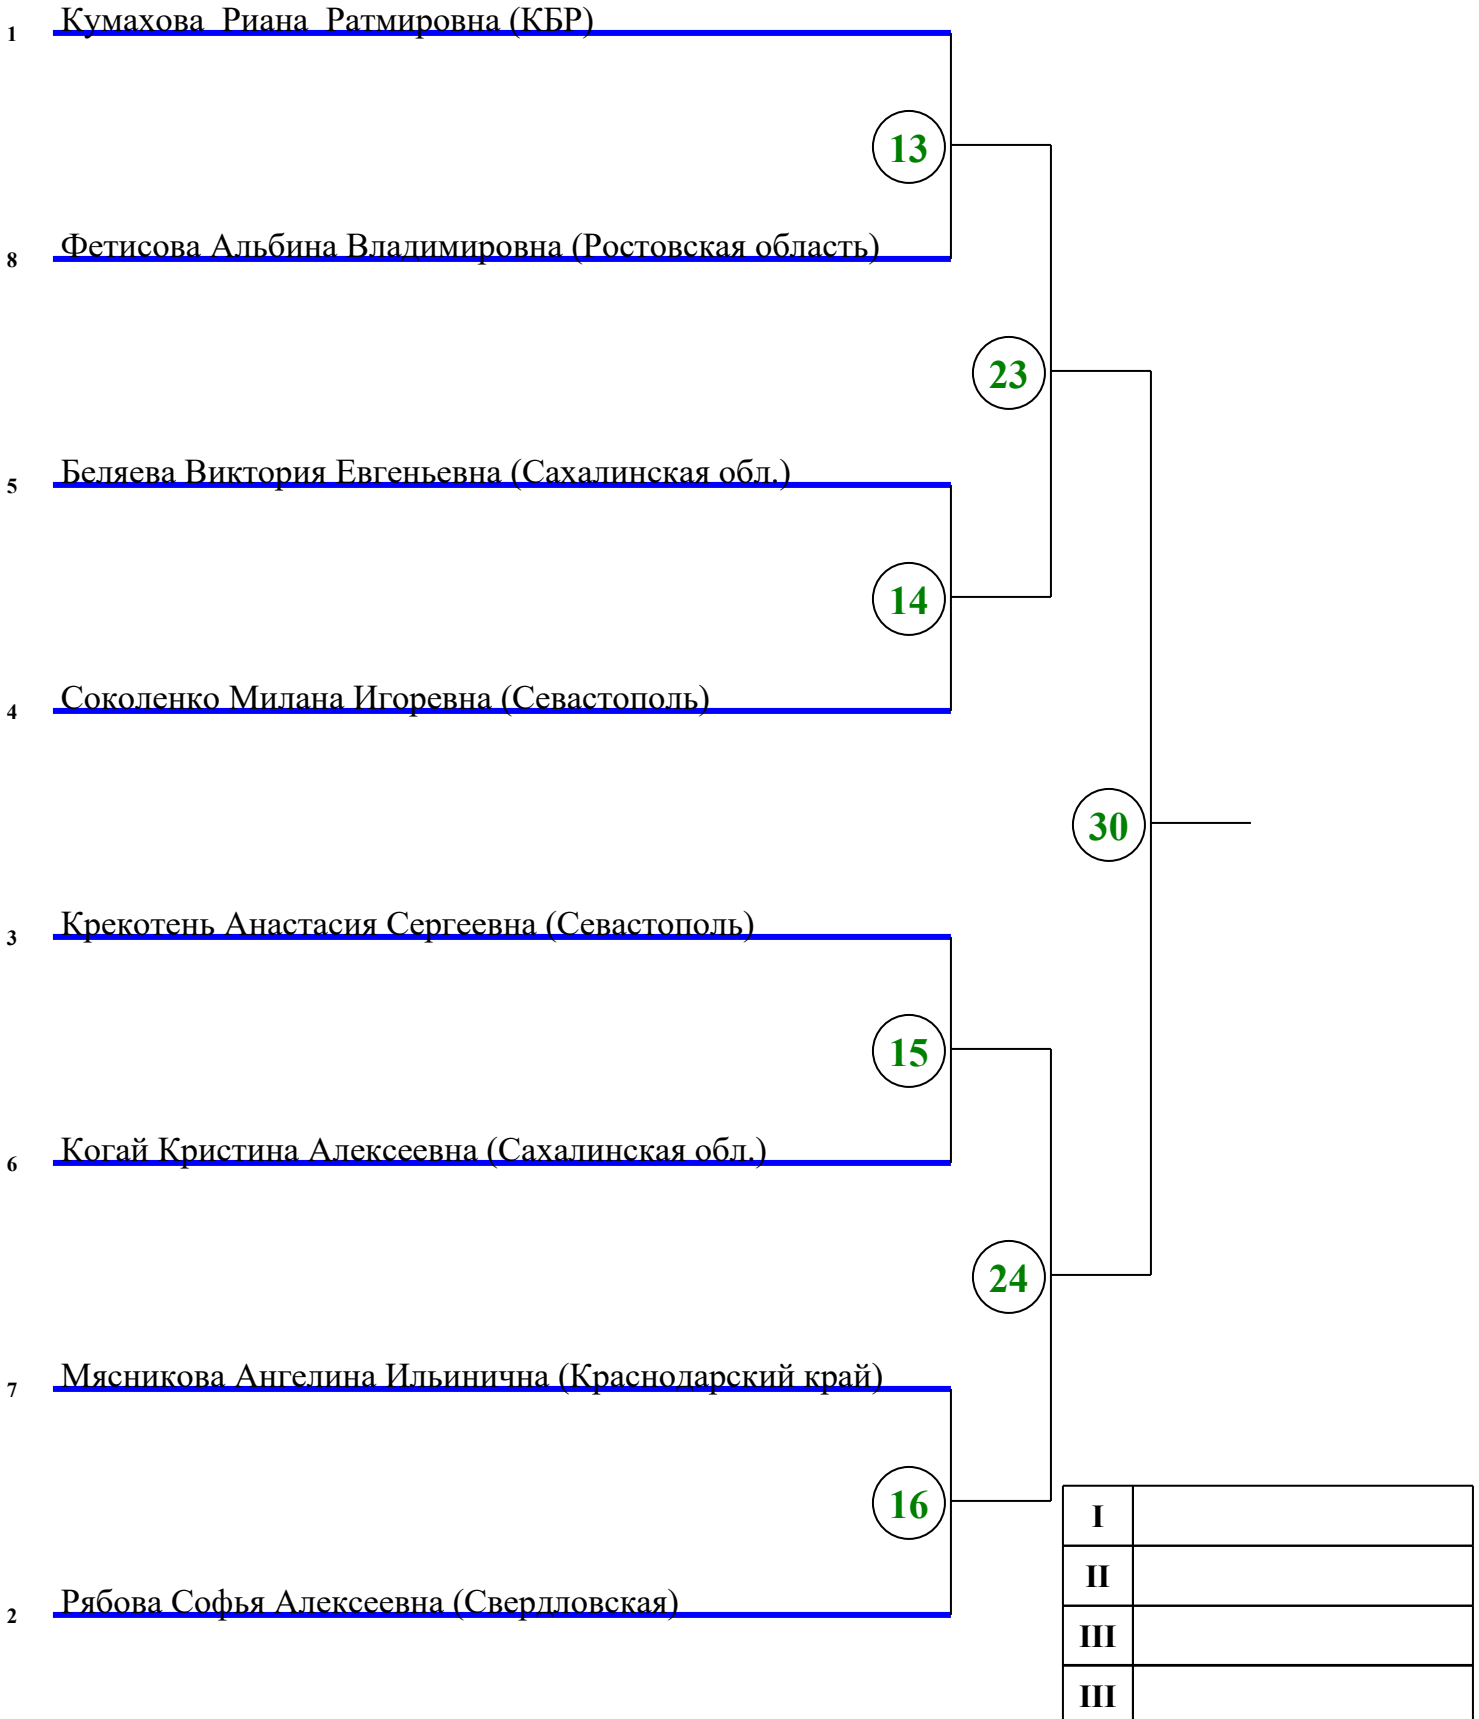 1 Кумахова Риана Ратмировна (КБР)
13
8 Фетисова Альбина Владимировна (Ростовская область)
23
5 Беляева Виктория Евгеньевна (Сахалинская обл.)
14
4 Соколенко Милана Игоревна (Севастополь)
30
3 Крекотень Анастасия Сергеевна (Севастополь)
15
6 Когай Кристина Алексеевна (Сахалинская обл.)
24
7 Мясникова Ангелина Ильинична (Краснодарский край)
16
I
II
2 Рябова Софья Алексеевна (Свердловская)
III
III